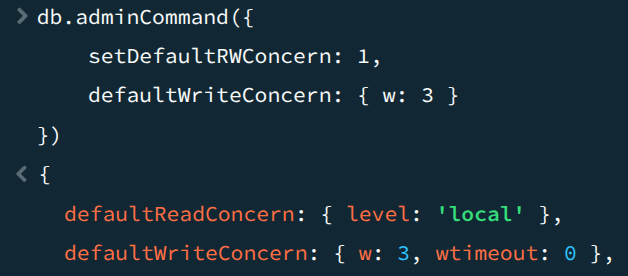 > db.adminCommand({
setDefaultRWConcern: 1,
defaultWriteConcern: { w: 3 }
})
< {
defaultReadConcern: { level: 'local' },
defaultWriteConcern: { w: 3, wtimeout: 0 },